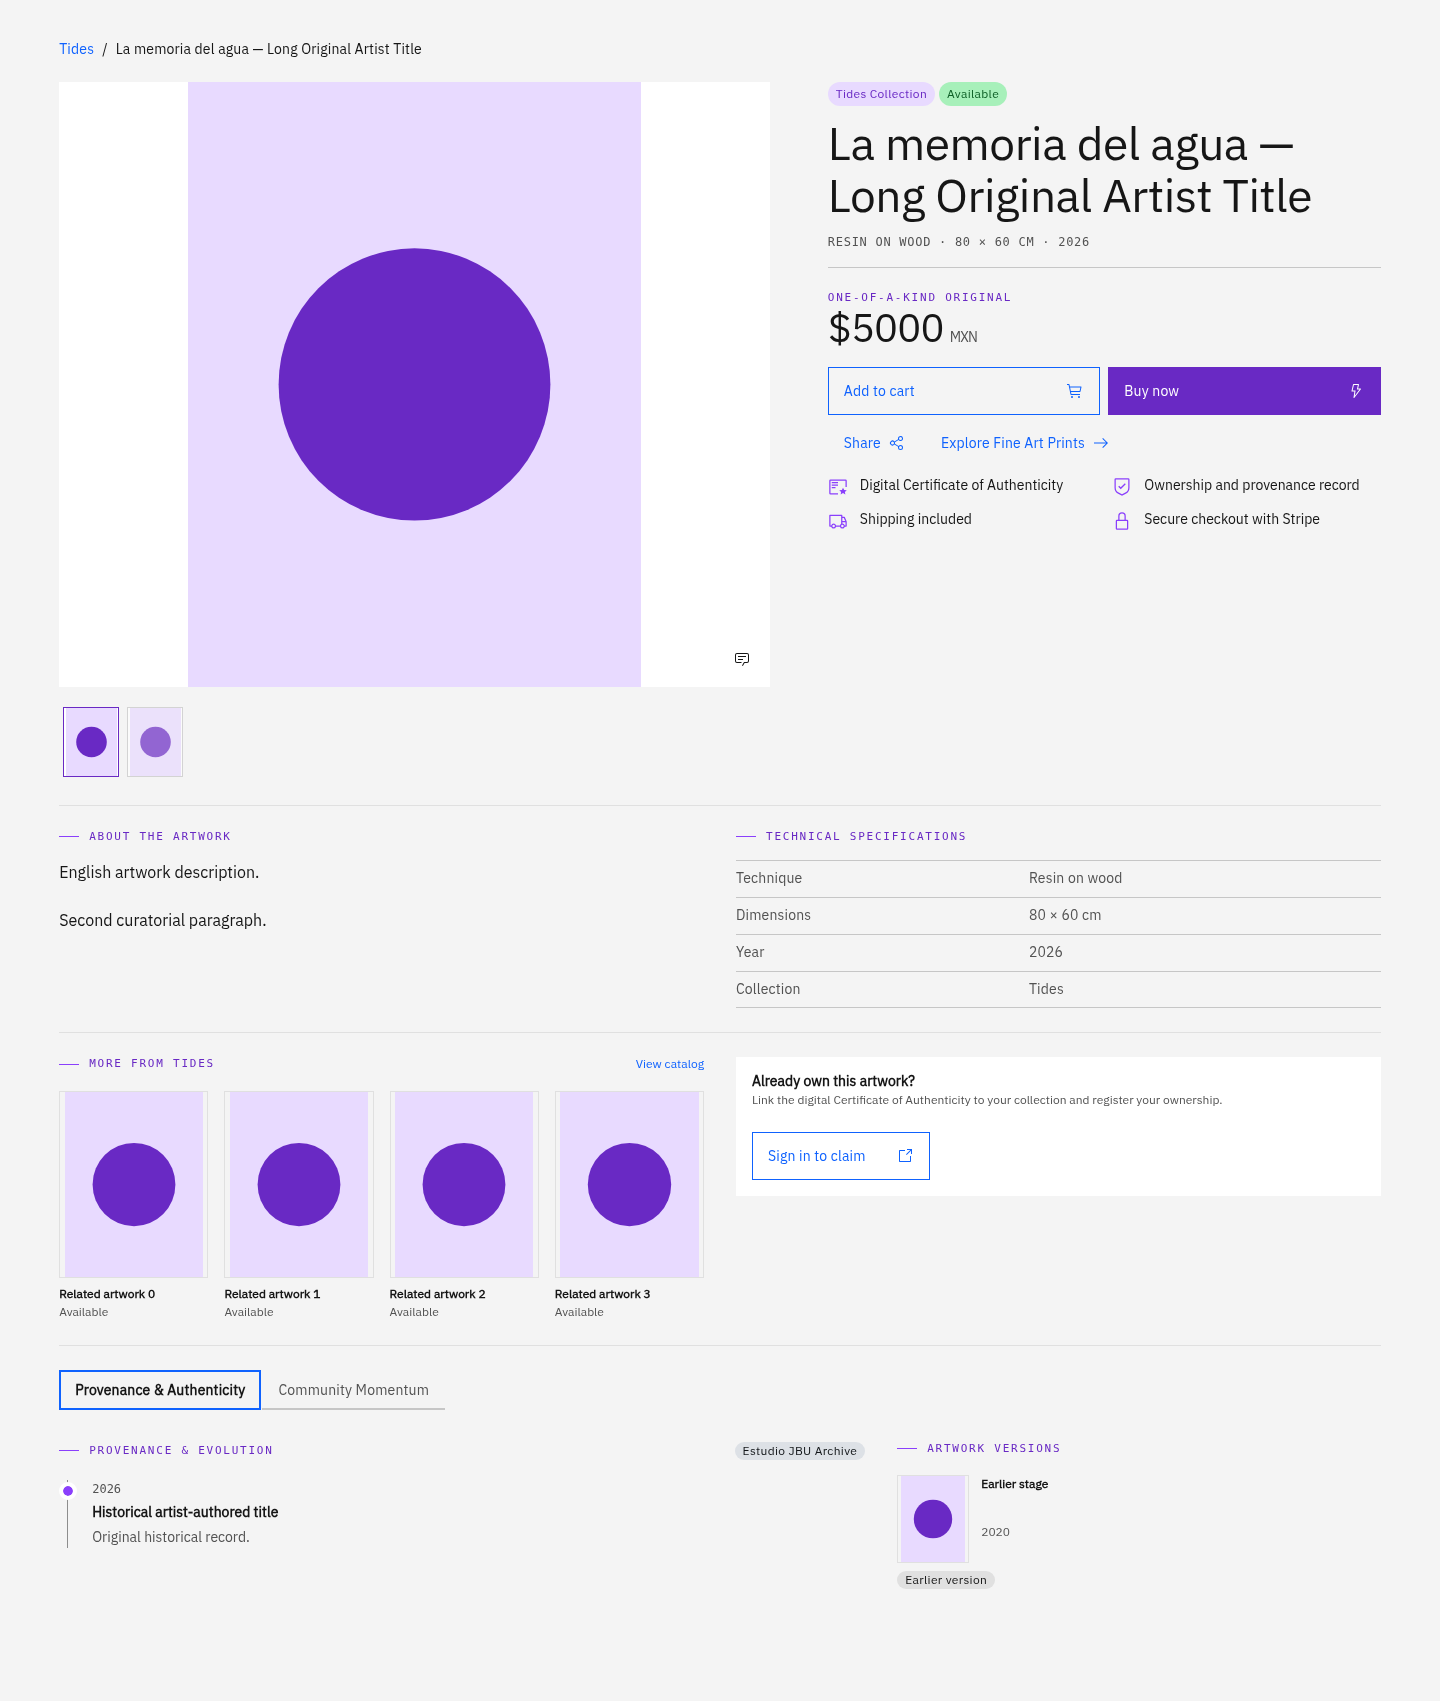 Tides / La memoria del agua — Long Original Artist Title
Tides Collection Available
La memoria del agua —
Long Original Artist Title
RESIN ON WOOD · 80 × 60 CM · 2026
ONE-OF-A-KIND ORIGINAL
$5000 MXN
Add to cart
Buy now
Share
Explore Fine Art Prints
Digital Certificate of Authenticity
Ownership and provenance record
Shipping included
Secure checkout with Stripe
ABOUT THE ARTWORK
English artwork description.
Second curatorial paragraph.
TECHNICAL SPECIFICATIONS
Technique Resin on wood
Dimensions 80 × 60 cm
Year 2026
Collection Tides
MORE FROM TIDES
View catalog
Related artwork 0
Available
Related artwork 1
Available
Related artwork 2
Available
Related artwork 3
Available
Already own this artwork?
Link the digital Certificate of Authenticity to your collection and register your ownership.
Sign in to claim
Provenance & Authenticity
Community Momentum
PROVENANCE & EVOLUTION
Estudio JBU Archive
2026
Historical artist-authored title
Original historical record.
ARTWORK VERSIONS
Earlier stage
2020
Earlier version